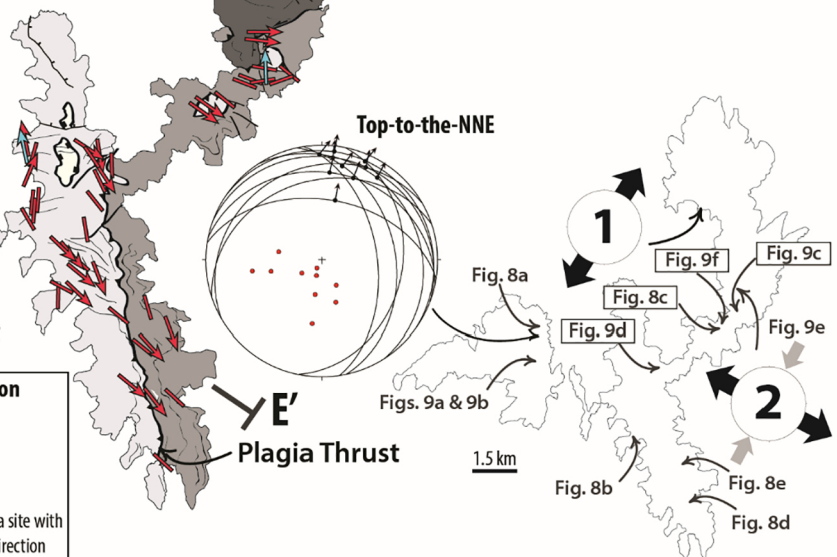 Top-to-the-NNE
1
Fig. 9f
Fig. 9c
Fig. 8a
Fig. 8c
Fig. 9d
Fig. 9e
on
E’
2
Figs. 9a & 9b
Plagia Thrust
1.5 km
Fig. 8b
Fig. 8e
Fig. 8d
a site with
irection